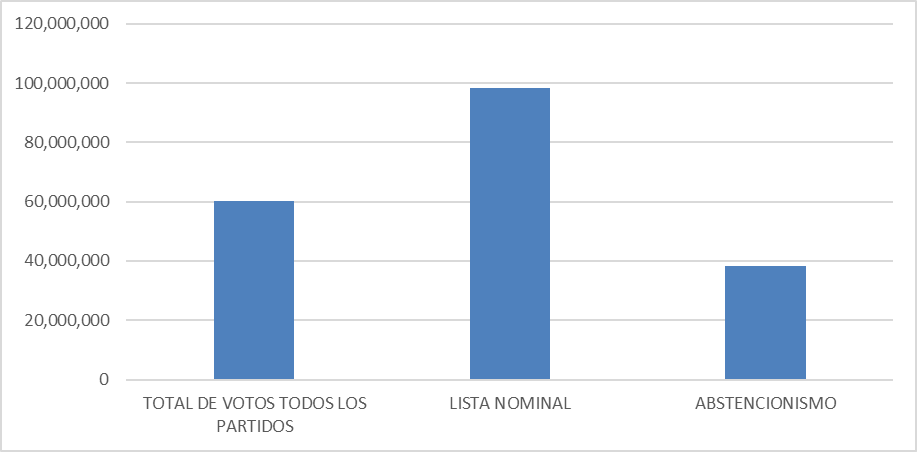 120,000,000
100,000,000
80,000,000
60,000,000
40,000,000
20,000,000
0
TOTAL DE VOTOS TODOS LOS
PARTIDOS
LISTA NOMINAL
ABSTENCIONISMO